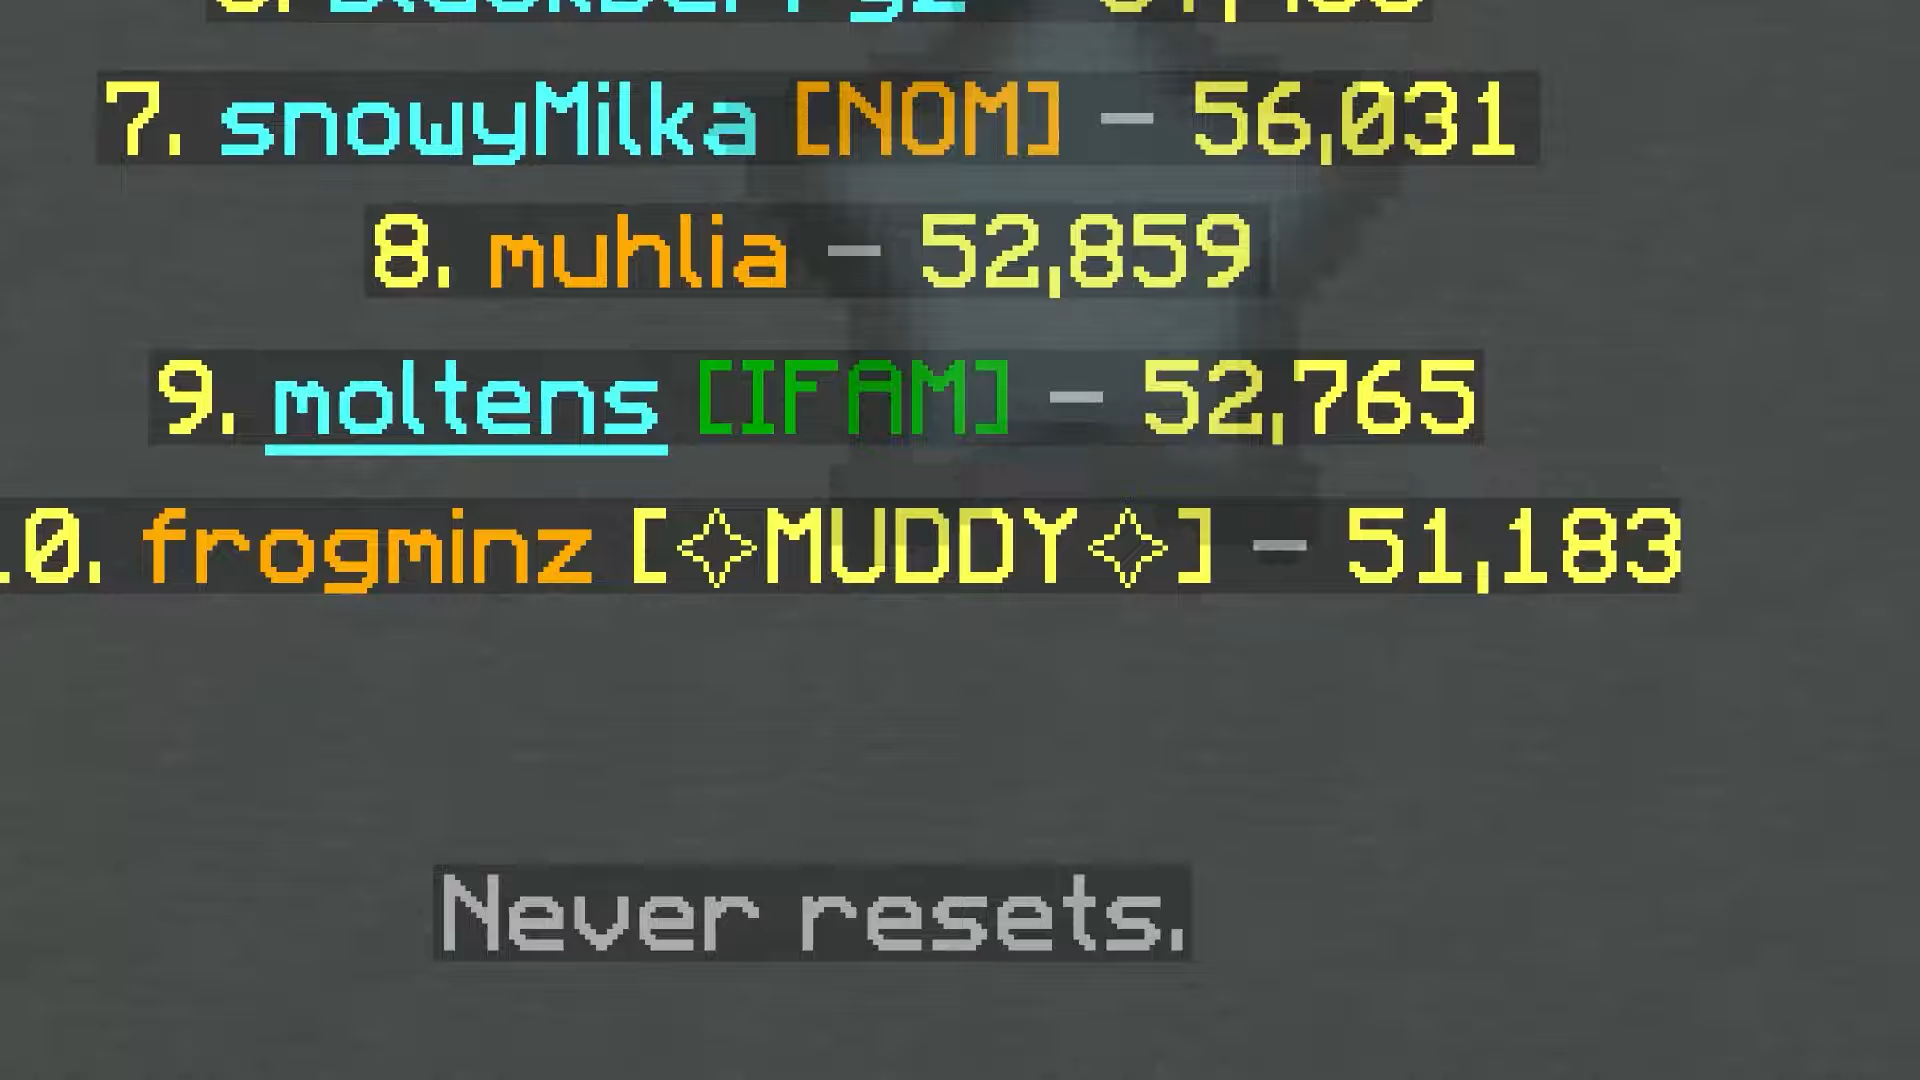 7. snowyMilka [NOM] - 56,031
8. muhlia - 52,859
9. moltens [IFAM] - 52,765
0. frogminz [✧MUDDY✧] - 51,183
Never resets.